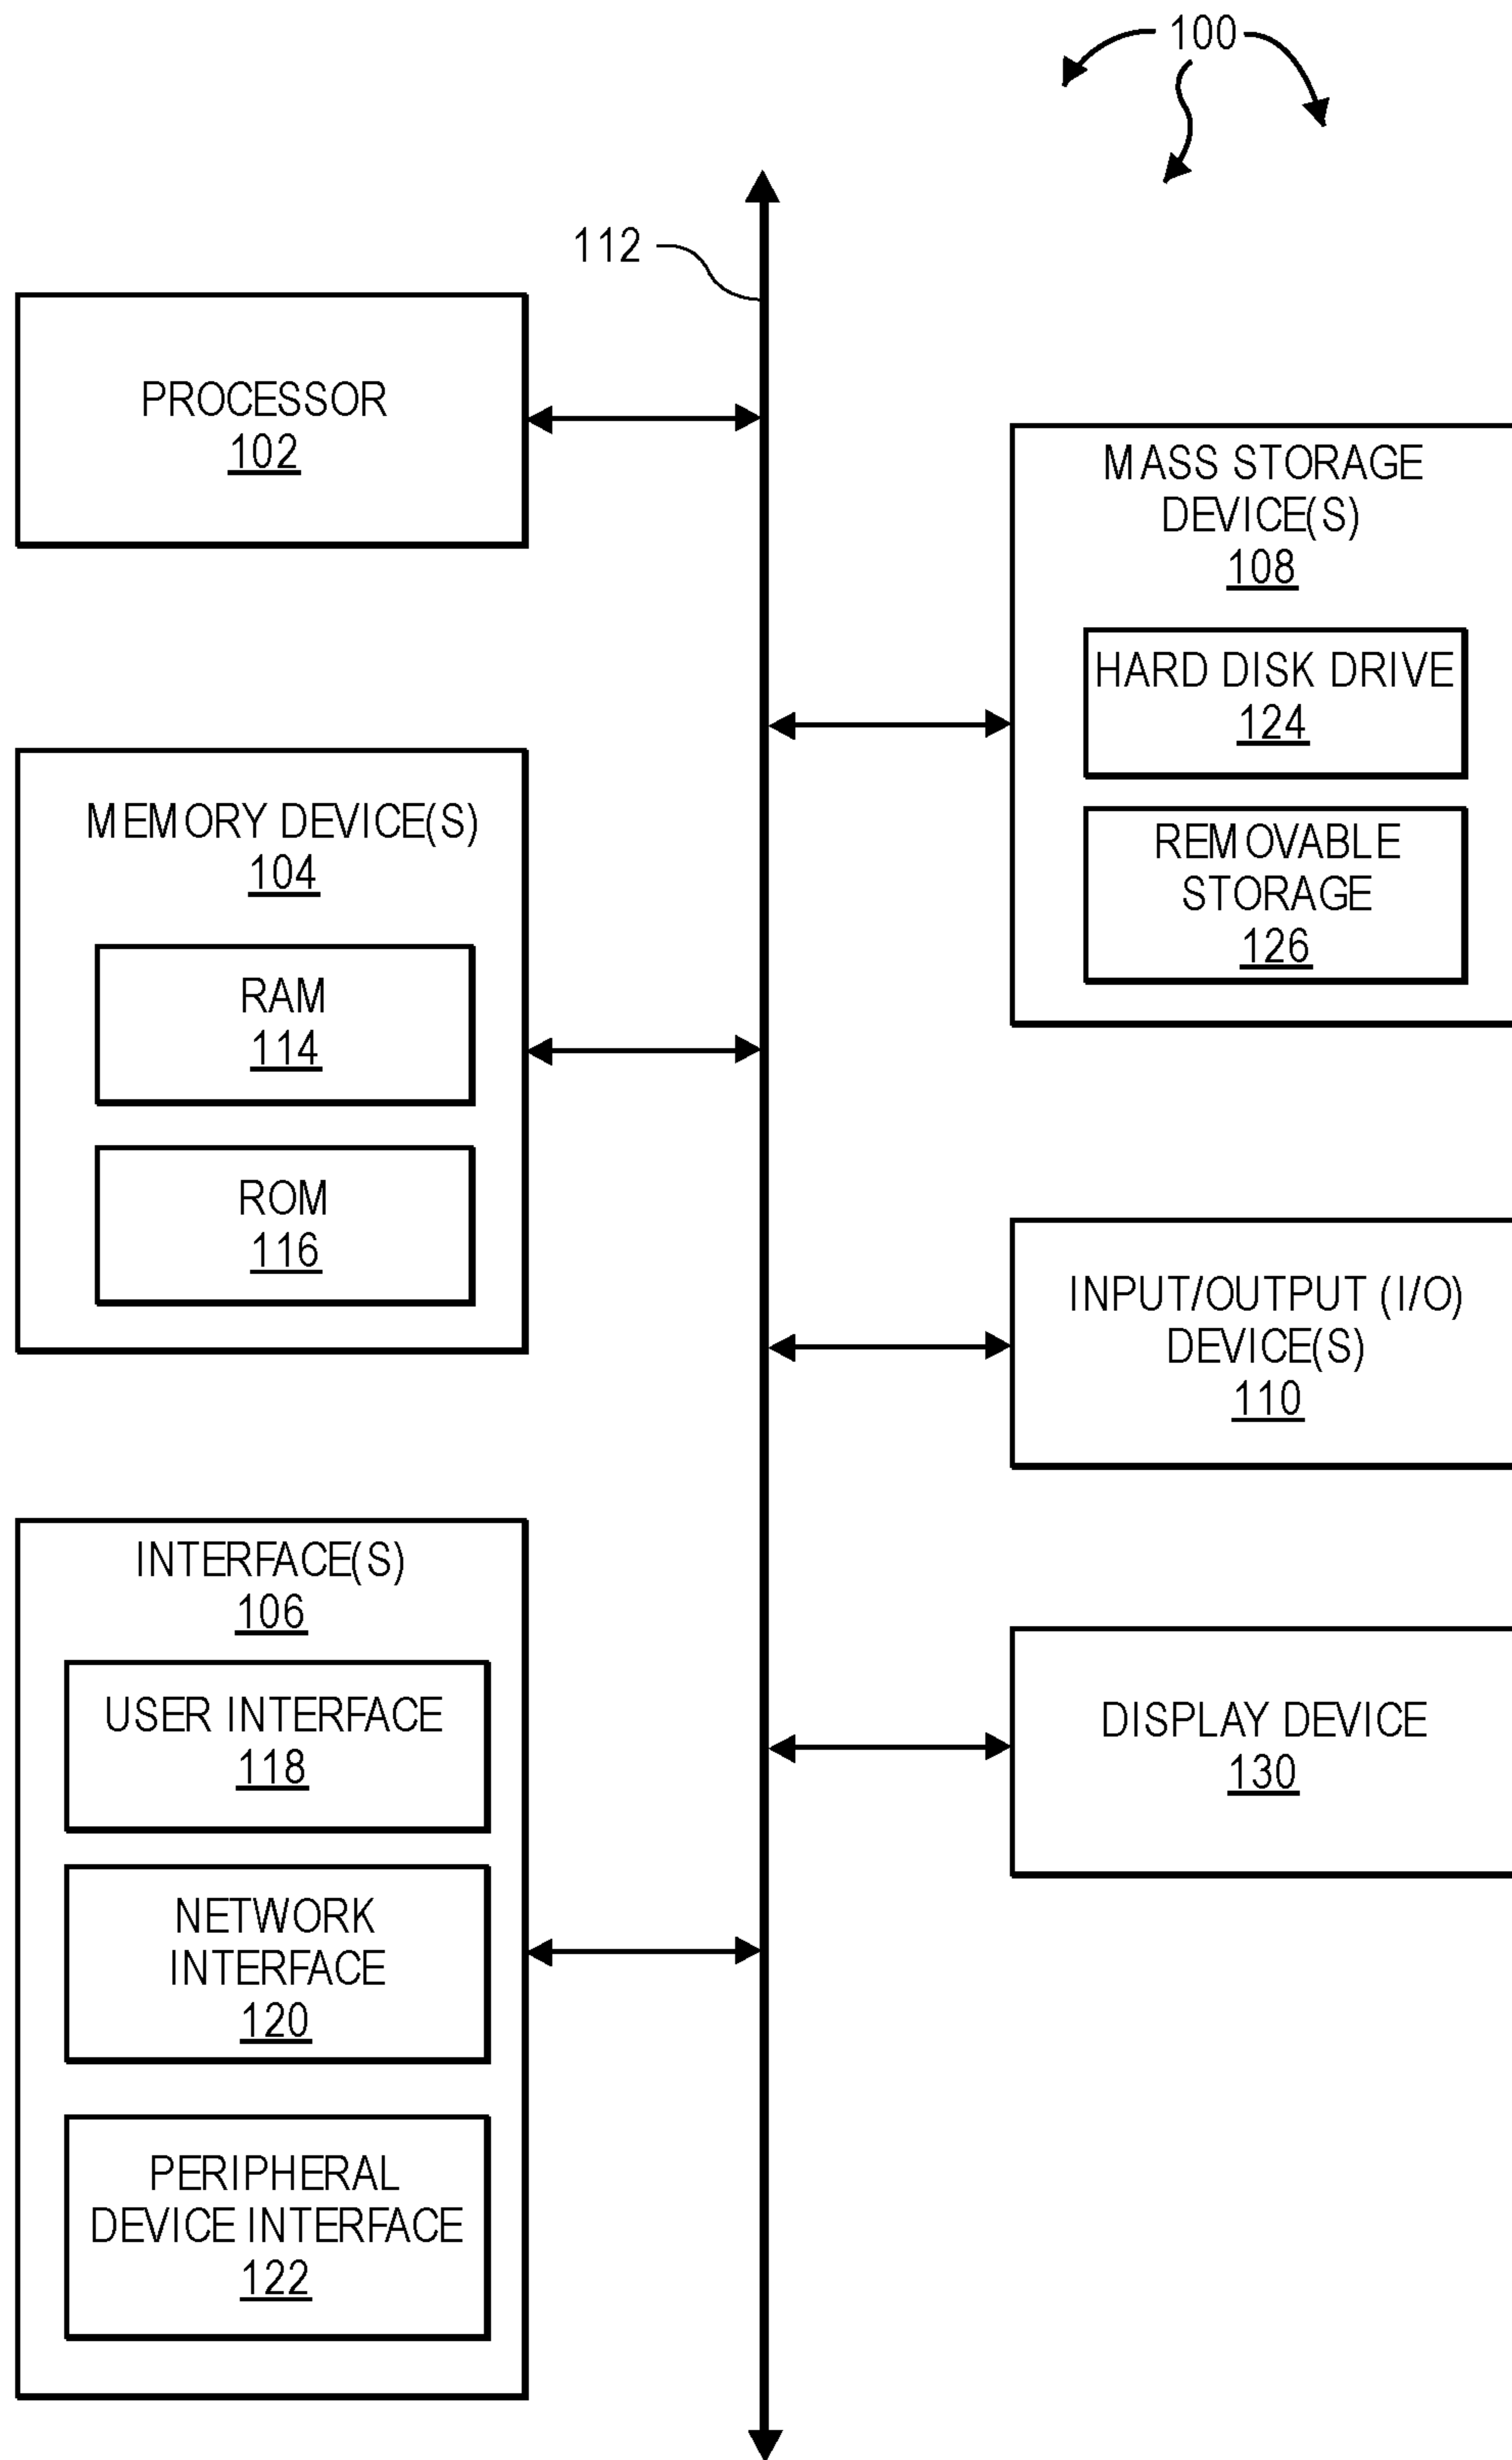 100
112
PROCESSOR
102
MEMORY DEVICE(S)
104
RAM
114
ROM
116
INTERFACE(S)
106
USER INTERFACE
118
NETWORK
INTERFACE
120
PERIPHERAL
DEVICE INTERFACE
122
MASS STORAGE
DEVICE(S)
108
HARD DISK DRIVE
124
REMOVABLE
STORAGE
126
INPUT/OUTPUT (I/O)
DEVICE(S)
110
DISPLAY DEVICE
130